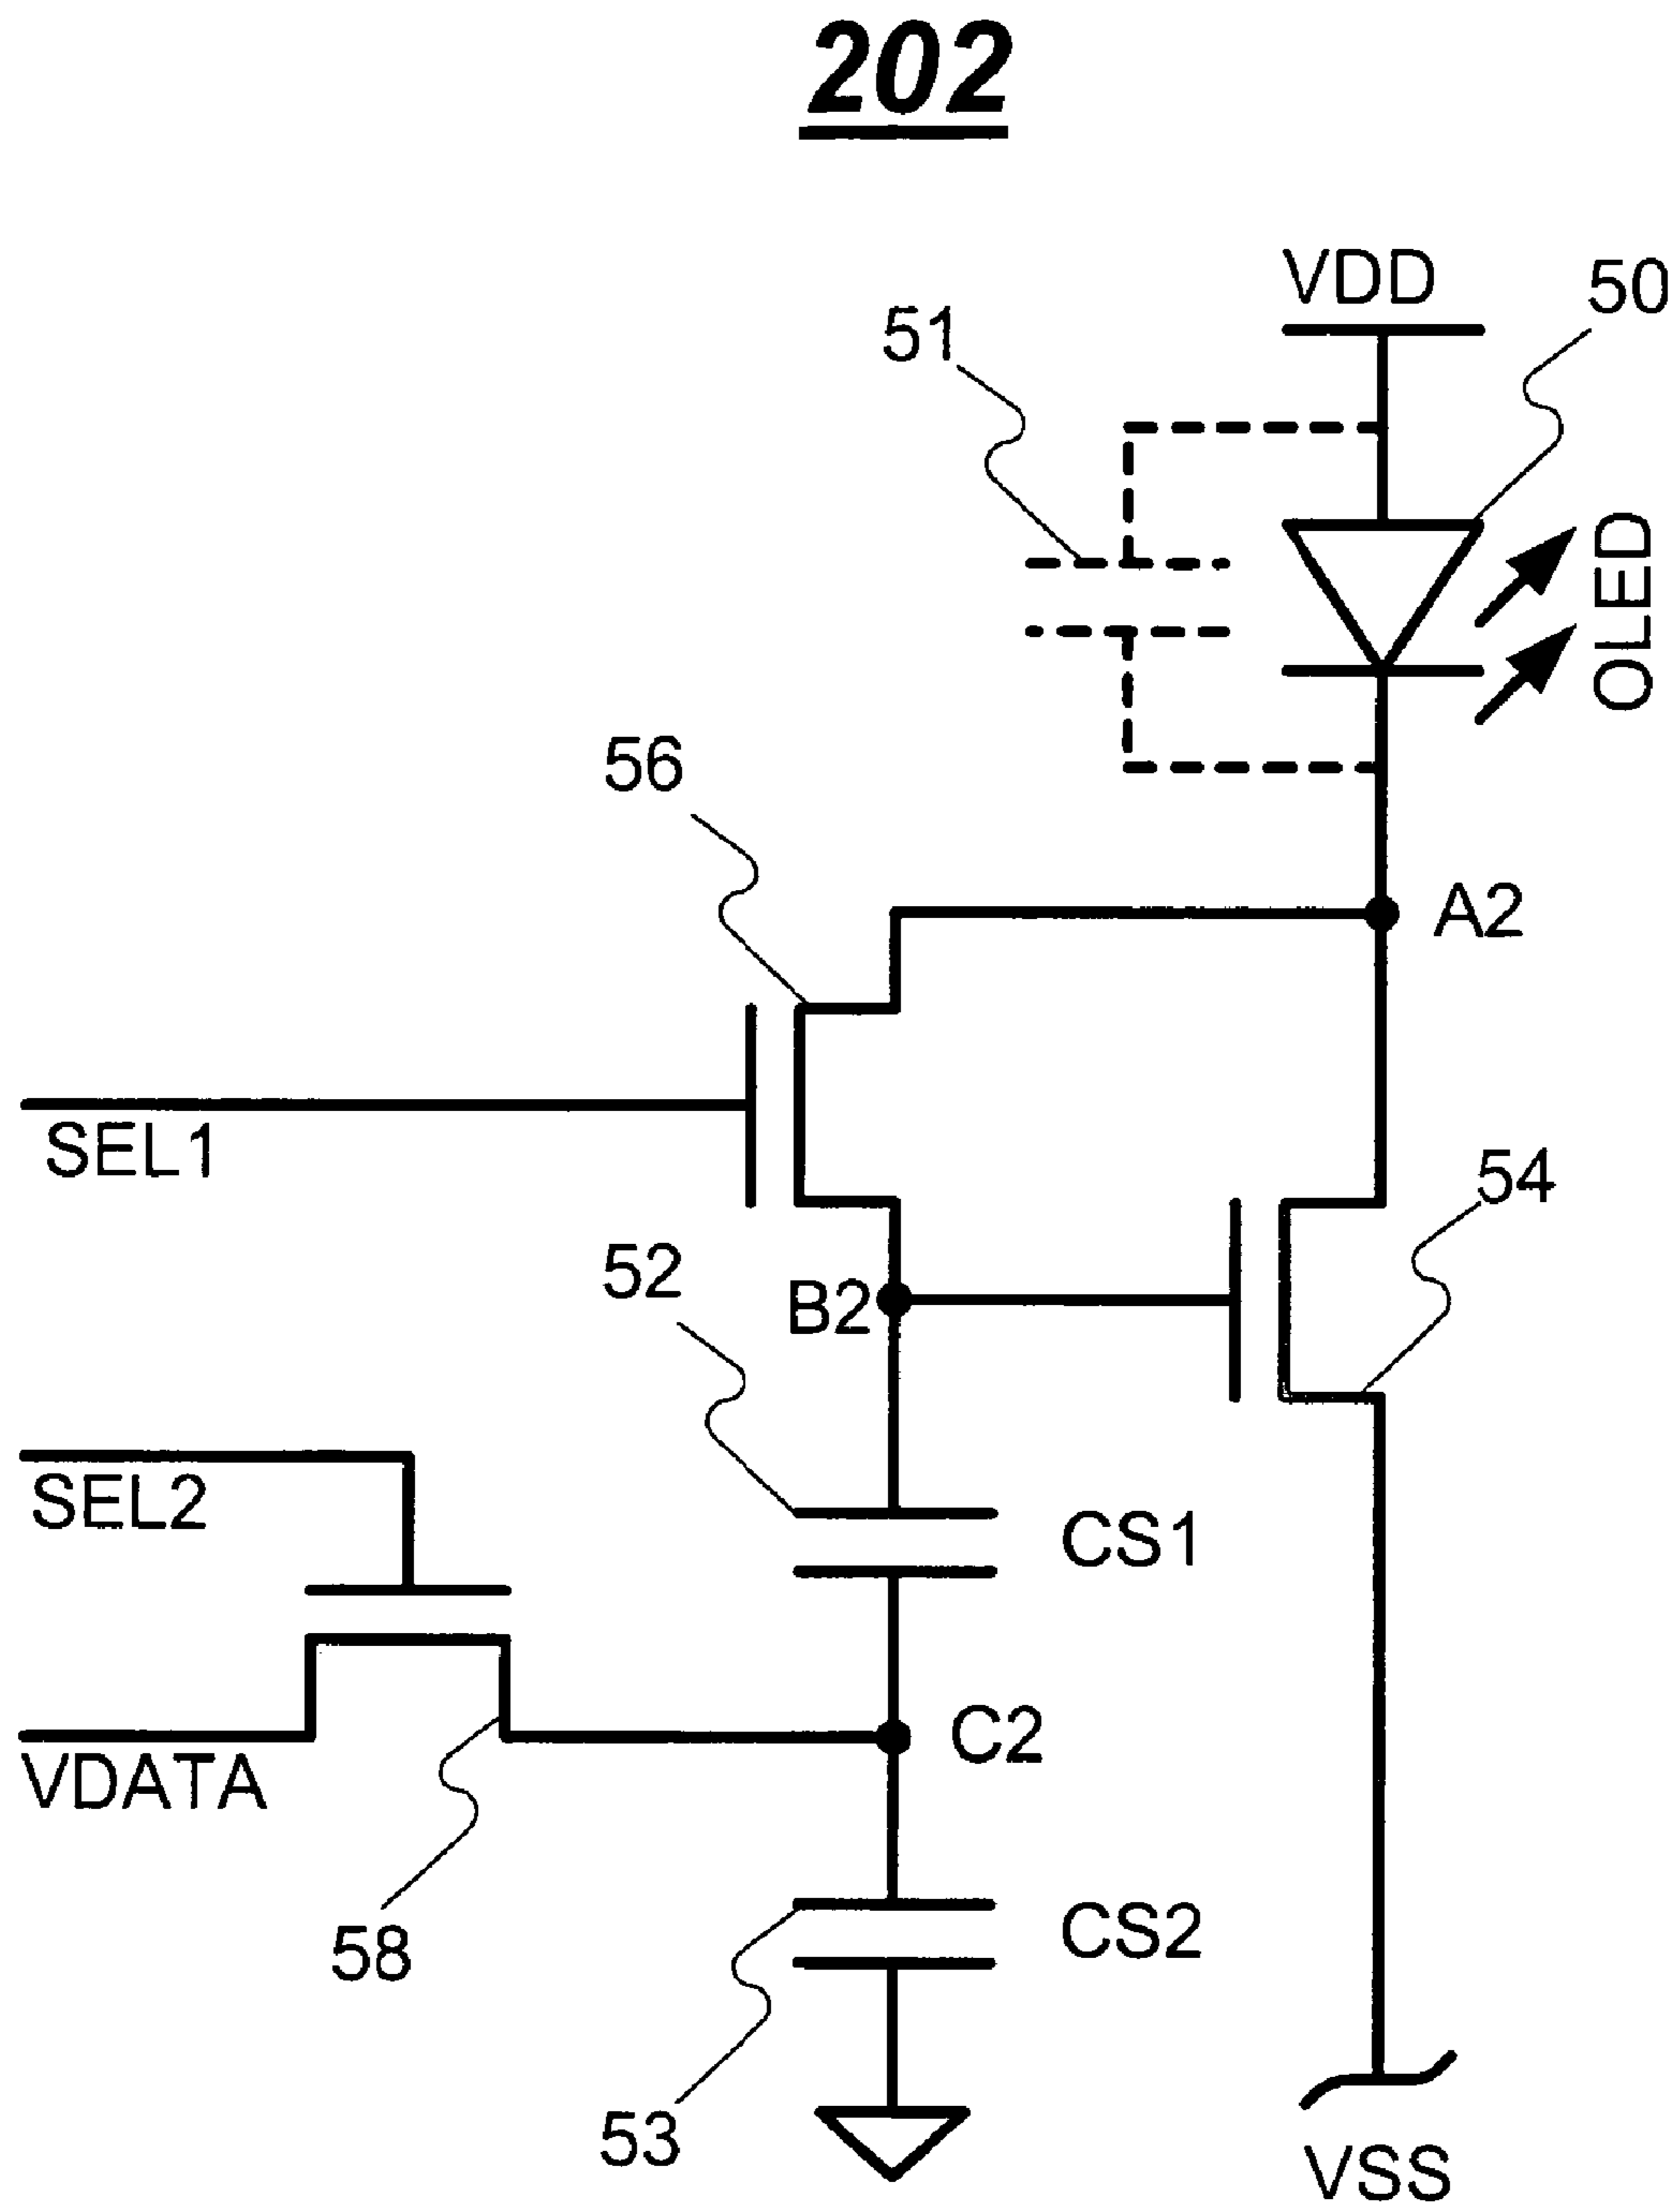 202
VDD
50
51
OLED
56
A2
SEL1
54
52
B2
SEL2
CS1
C2
VDATA
58
CS2
53
VSS